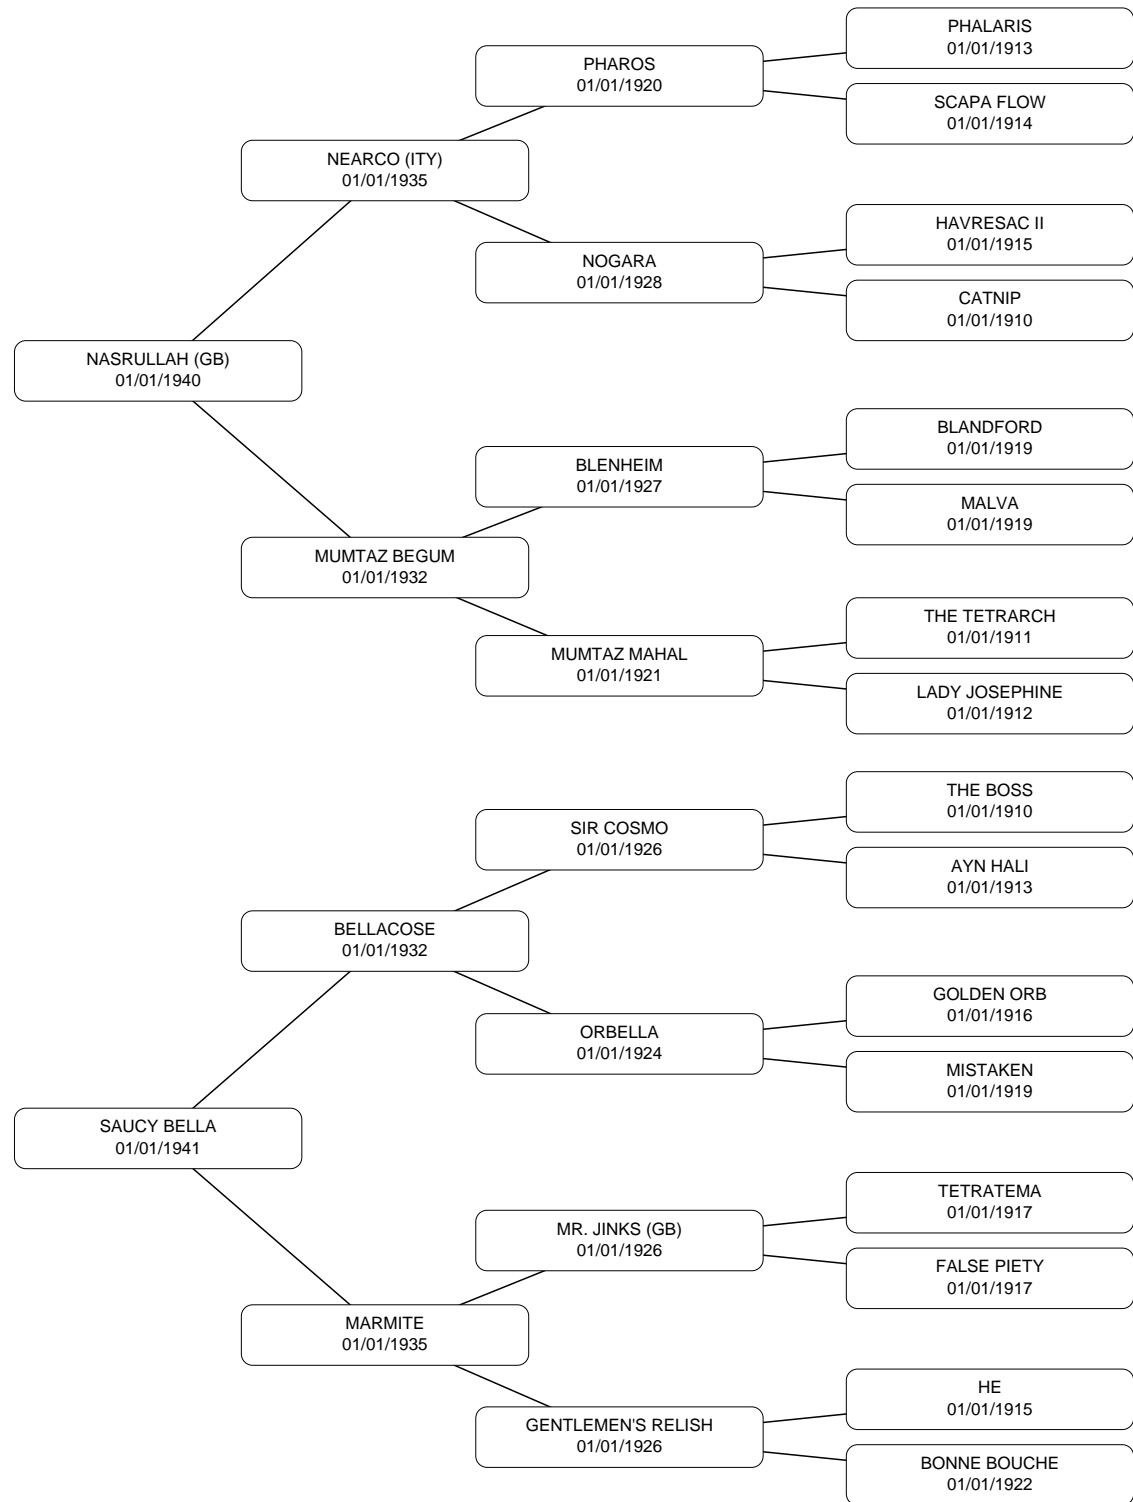 PHALARIS
01/01/1913
PHAROS
01/01/1920
SCAPA FLOW
01/01/1914
NEARCO (ITY)
01/01/1935
HAVRESAC II
01/01/1915
NOGARA
01/01/1928
CATNIP
01/01/1910
NASRULLAH (GB)
01/01/1940
BLANDFORD
01/01/1919
BLENHEIM
01/01/1927
MALVA
01/01/1919
MUMTAZ BEGUM
01/01/1932
THE TETRARCH
01/01/1911
MUMTAZ MAHAL
01/01/1921
LADY JOSEPHINE
01/01/1912
THE BOSS
01/01/1910
SIR COSMO
01/01/1926
AYN HALI
01/01/1913
BELLACOSE
01/01/1932
GOLDEN ORB
01/01/1916
ORBELLA
01/01/1924
MISTAKEN
01/01/1919
SAUCY BELLA
01/01/1941
TETRATEMA
01/01/1917
MR. JINKS (GB)
01/01/1926
FALSE PIETY
01/01/1917
MARMITE
01/01/1935
HE
01/01/1915
GENTLEMEN'S RELISH
01/01/1926
BONNE BOUCHE
01/01/1922